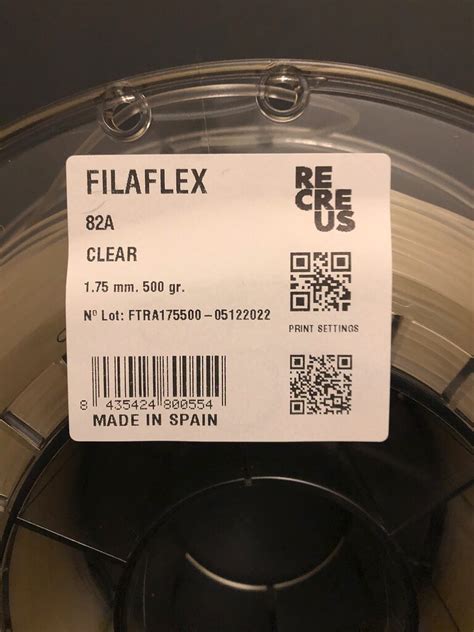 FILAFLEX
RE
CRE
US
82A
CLEAR
1.75 mm. 500 gr.
Nº Lot: FTRA175500-05122022
PRINT SETTINGS
8 435424 800554
MADE IN SPAIN